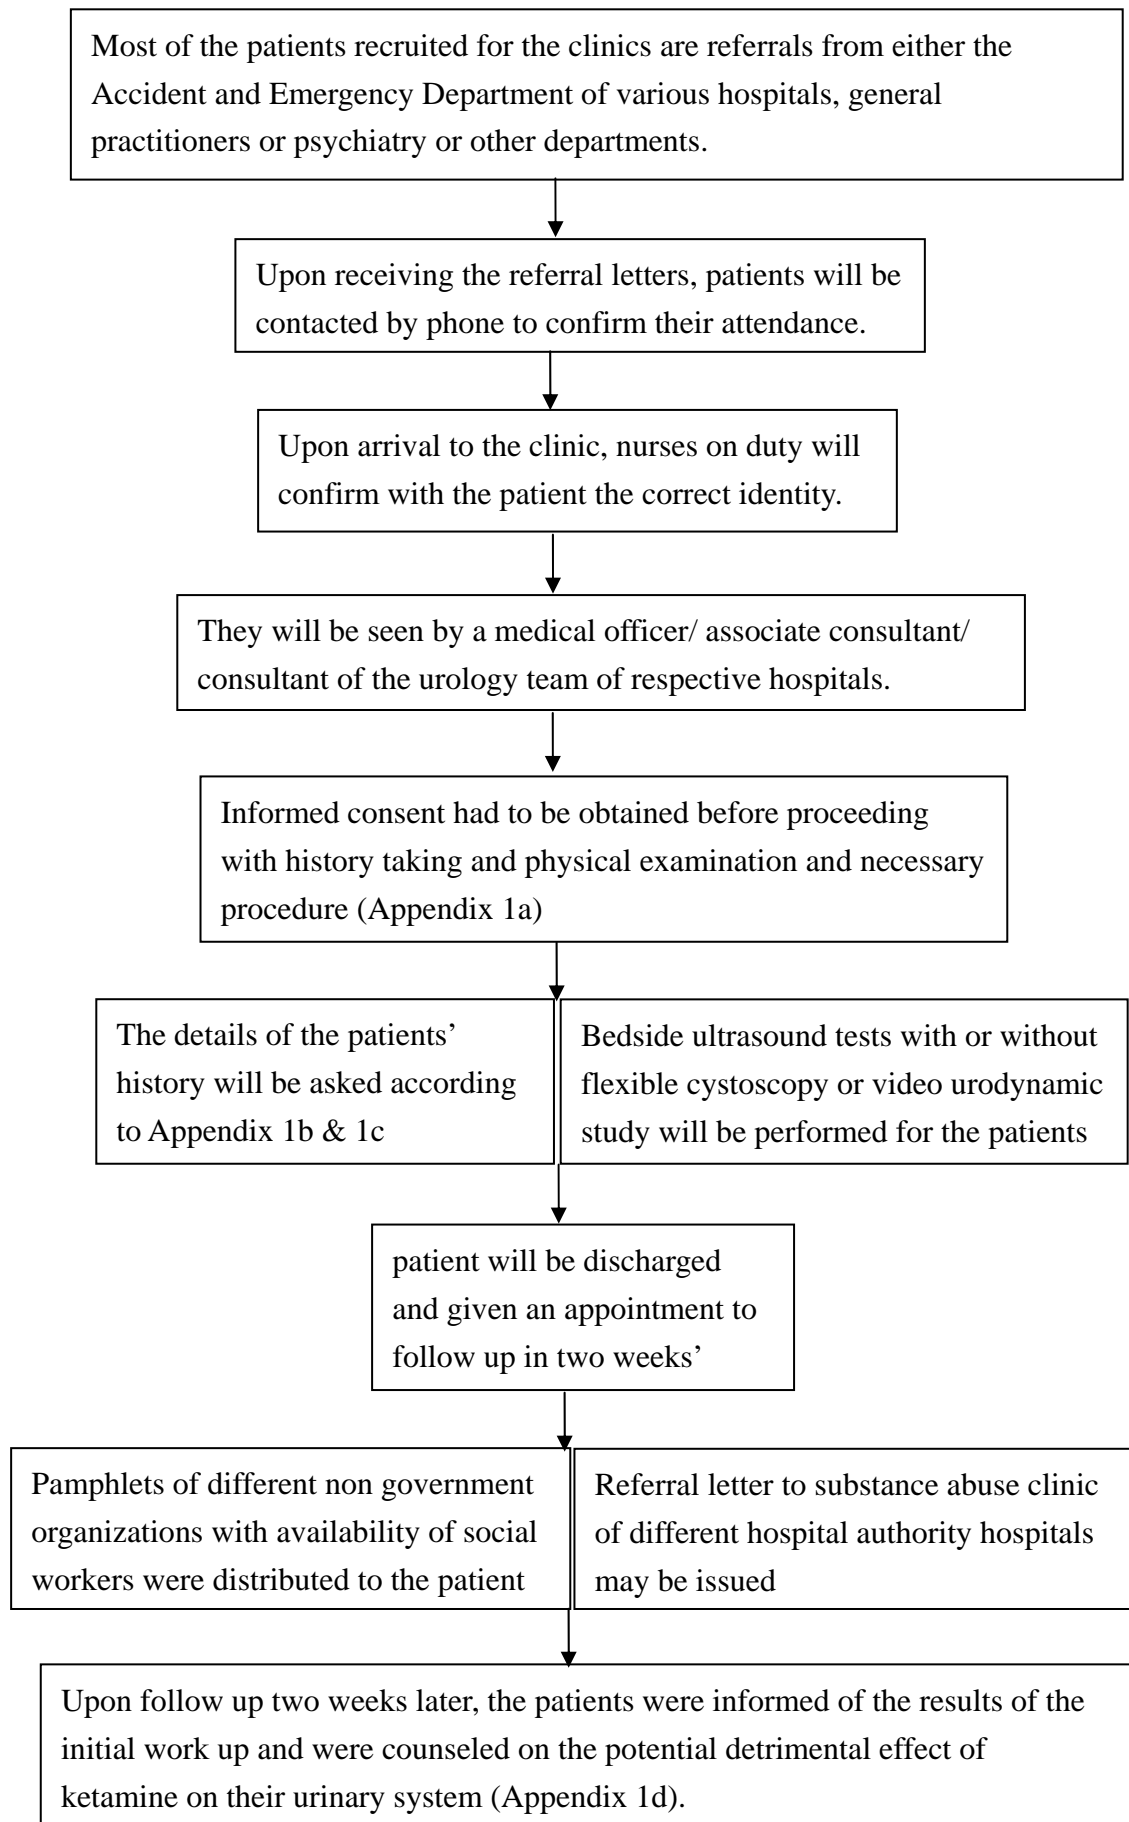 Most of the patients recruited for the clinics are referrals from either the
Accident and Emergency Department of various hospitals, general
practitioners or psychiatry or other departments.
Upon receiving the referral letters, patients will be
contacted by phone to confirm their attendance.
Upon arrival to the clinic, nurses on duty will
confirm with the patient the correct identity.
They will be seen by a medical officer/ associate consultant/
consultant of the urology team of respective hospitals.
Informed consent had to be obtained before proceeding
with history taking and physical examination and necessary
procedure (Appendix 1a)
The details of the patients’
history will be asked according
to Appendix 1b & 1c
Bedside ultrasound tests with or without
flexible cystoscopy or video urodynamic
study will be performed for the patients
patient will be discharged
and given an appointment to
follow up in two weeks’
Pamphlets of different non government
organizations with availability of social
workers were distributed to the patient
Referral letter to substance abuse clinic
of different hospital authority hospitals
may be issued
Upon follow up two weeks later, the patients were informed of the results of the
initial work up and were counseled on the potential detrimental effect of
ketamine on their urinary system (Appendix 1d).